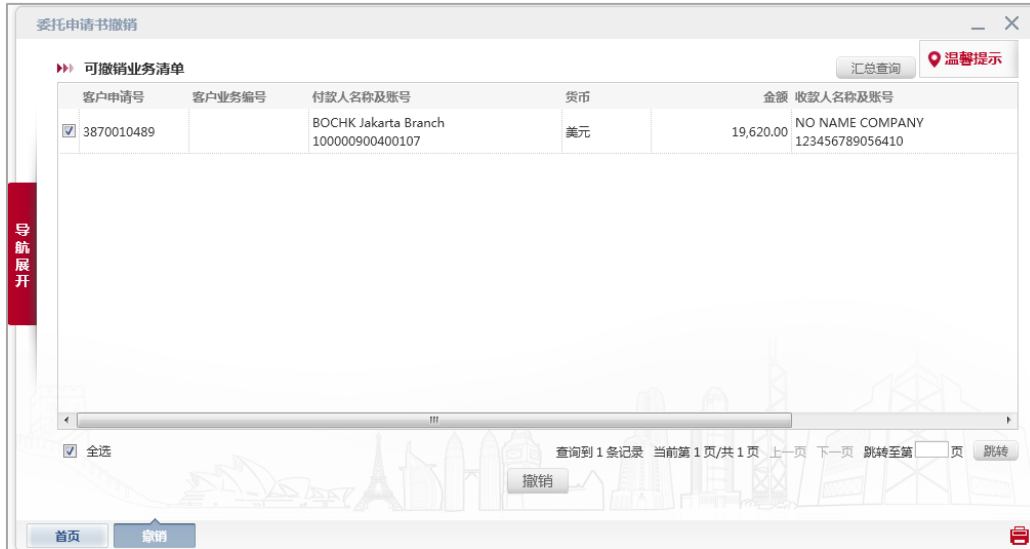 委托申请书撤销
温馨提示
可撤销业务清单
汇总查询
客户申请号 客户业务编号 付款人名称及账号 货币 金额 收款人名称及账号
3870010489 BOCHK Jakarta Branch 美元 19,620.00 NO NAME COMPANY
100000900400107 123456789056410
导航展开
全选 查询到 1 条记录 当前第 1 页/共 1 页 上一页 下一页 跳转至第 页 跳转
撤销
首页 撤销